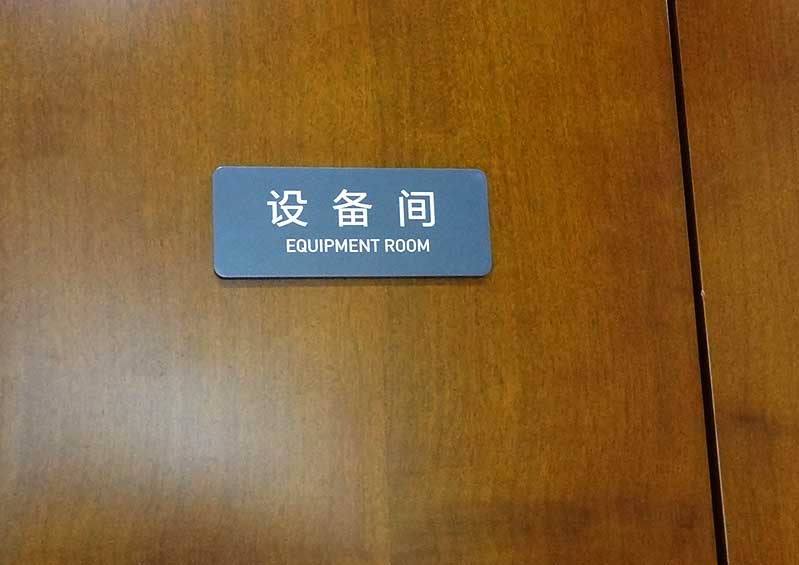 设备间
EQUIPMENT ROOM